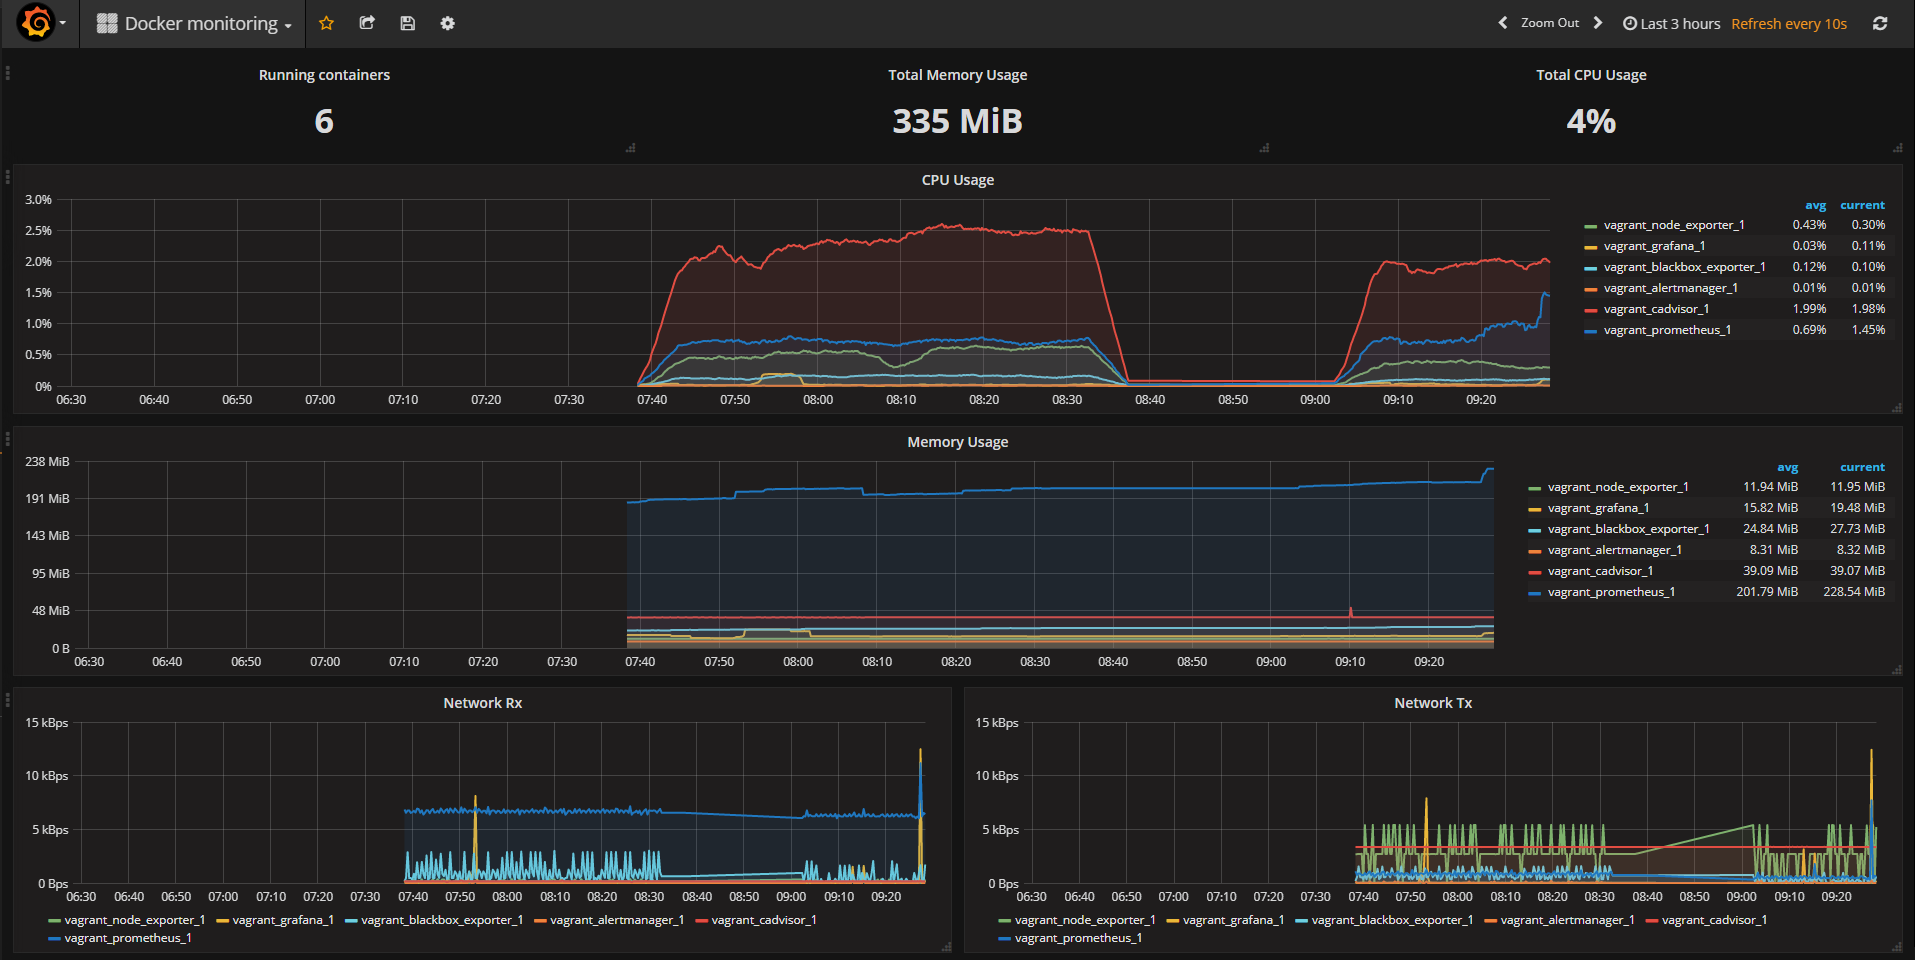 Docker monitoring
Zoom Out
Last 3 hours
Refresh every 10s
Running containers
6
Total Memory Usage
335 MiB
Total CPU Usage
4%
CPU Usage
3.0%
2.5%
2.0%
1.5%
1.0%
0.5%
0%
06:30 06:40 06:50 07:00 07:10 07:20 07:30 07:40 07:50 08:00 08:10 08:20 08:30 08:40 08:50 09:00 09:10 09:20
avg current
vagrant_node_exporter_1 0.43% 0.30%
vagrant_grafana_1 0.03% 0.11%
vagrant_blackbox_exporter_1 0.12% 0.10%
vagrant_alertmanager_1 0.01% 0.01%
vagrant_cadvisor_1 1.99% 1.98%
vagrant_prometheus_1 0.69% 1.45%
Memory Usage
238 MiB
191 MiB
143 MiB
95 MiB
48 MiB
0 B
06:30 06:40 06:50 07:00 07:10 07:20 07:30 07:40 07:50 08:00 08:10 08:20 08:30 08:40 08:50 09:00 09:10 09:20
avg current
vagrant_node_exporter_1 11.94 MiB 11.95 MiB
vagrant_grafana_1 15.82 MiB 19.48 MiB
vagrant_blackbox_exporter_1 24.84 MiB 27.73 MiB
vagrant_alertmanager_1 8.31 MiB 8.32 MiB
vagrant_cadvisor_1 39.09 MiB 39.07 MiB
vagrant_prometheus_1 201.79 MiB 228.54 MiB
Network Rx
15 kBps
10 kBps
5 kBps
0 Bps
06:30 06:40 06:50 07:00 07:10 07:20 07:30 07:40 07:50 08:00 08:10 08:20 08:30 08:40 08:50 09:00 09:10 09:20
vagrant_node_exporter_1 vagrant_grafana_1 vagrant_blackbox_exporter_1 vagrant_alertmanager_1 vagrant_cadvisor_1
vagrant_prometheus_1
Network Tx
15 kBps
10 kBps
5 kBps
0 Bps
06:30 06:40 06:50 07:00 07:10 07:20 07:30 07:40 07:50 08:00 08:10 08:20 08:30 08:40 08:50 09:00 09:10 09:20
vagrant_node_exporter_1 vagrant_grafana_1 vagrant_blackbox_exporter_1 vagrant_alertmanager_1 vagrant_cadvisor_1
vagrant_prometheus_1